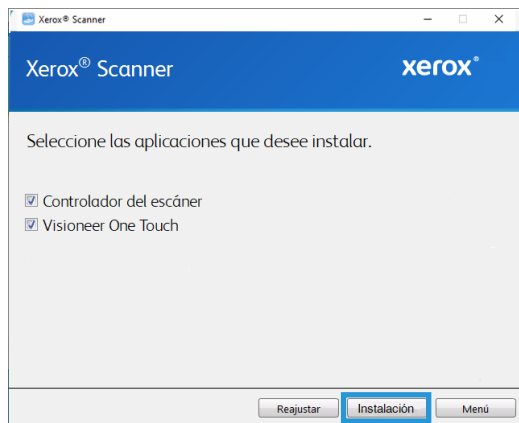 Xerox® Scanner
Xerox® Scanner
xerox®
Seleccione las aplicaciones que desee instalar.
Controlador del escáner
Visioneer One Touch
Reajustar
Instalación
Menú